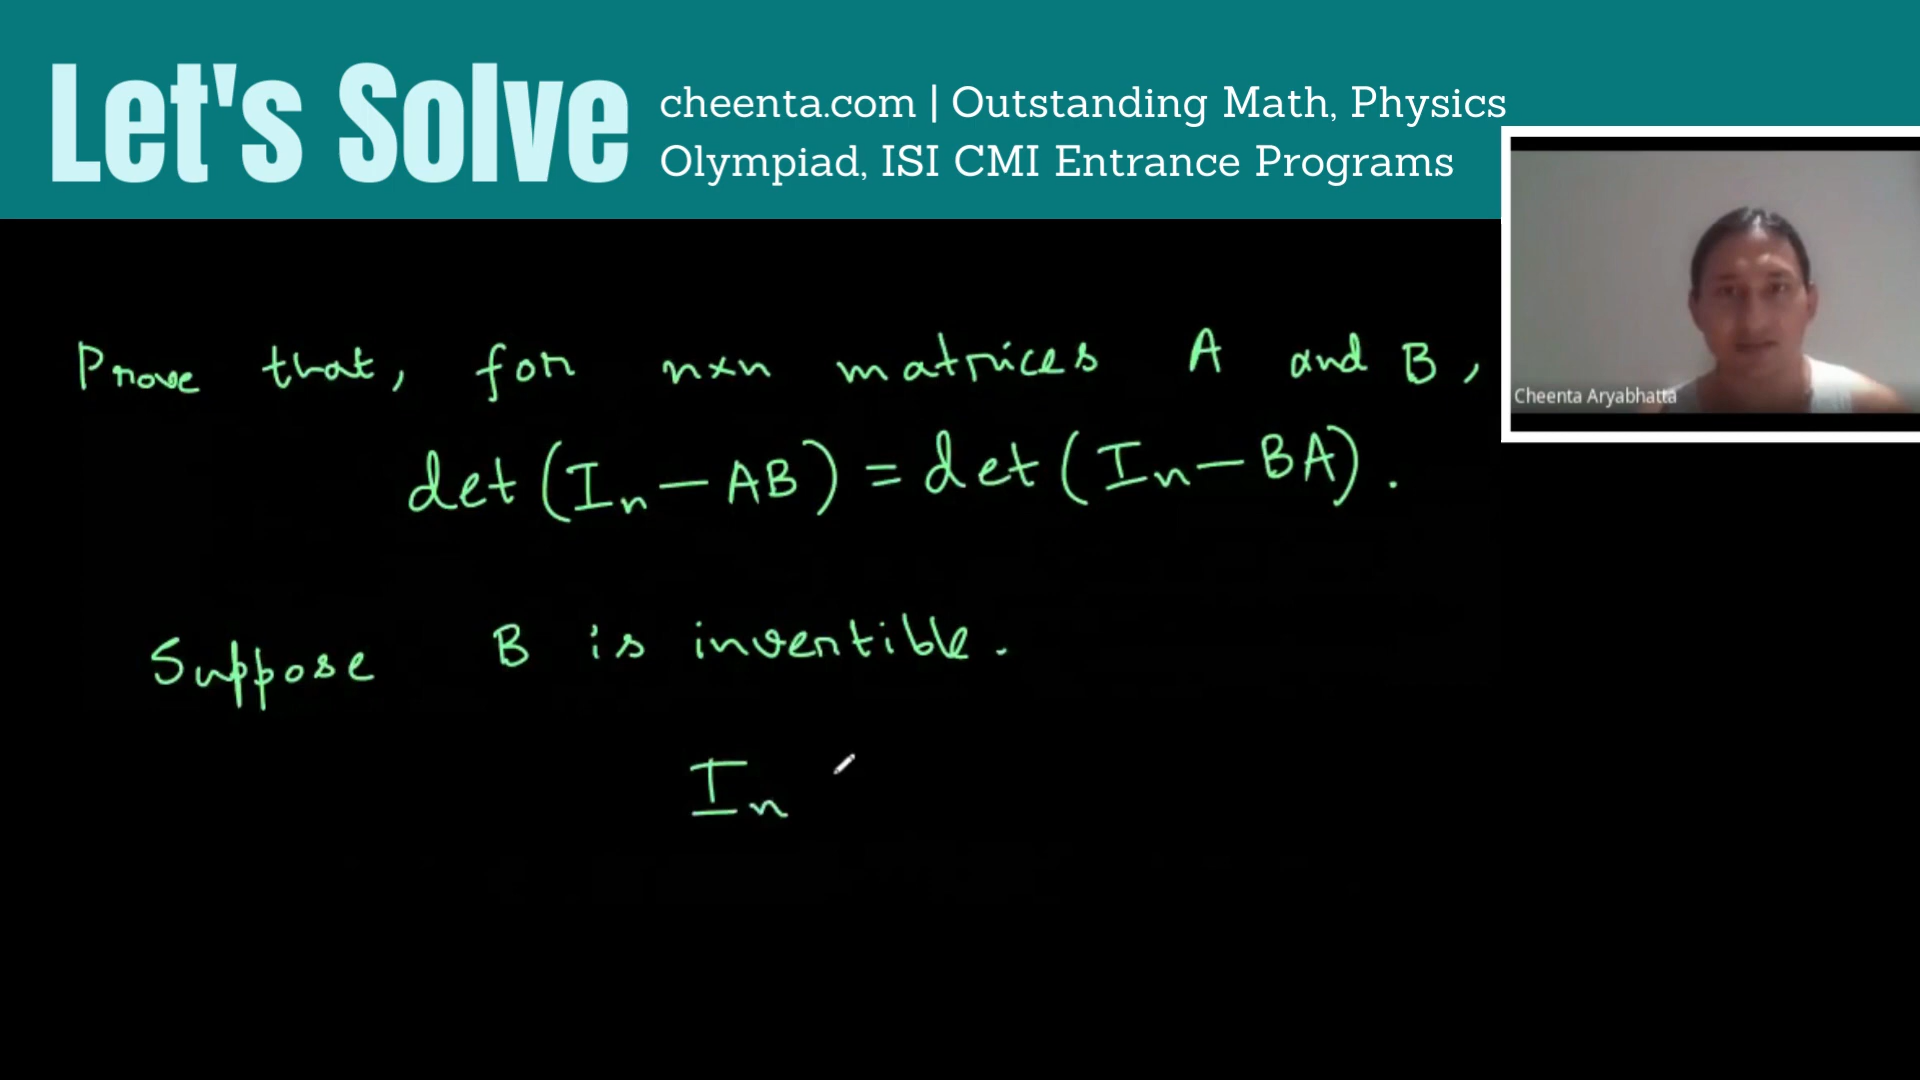 Let's Solve
cheenta.com | Outstanding Math, Physics
Olympiad, ISI CMI Entrance Programs
Cheenta Aryabhatta
Prove that, for n×n matrices A and B,
det(Iₙ − AB) = det(Iₙ − BA).
Suppose B is invertible.
Iₙ